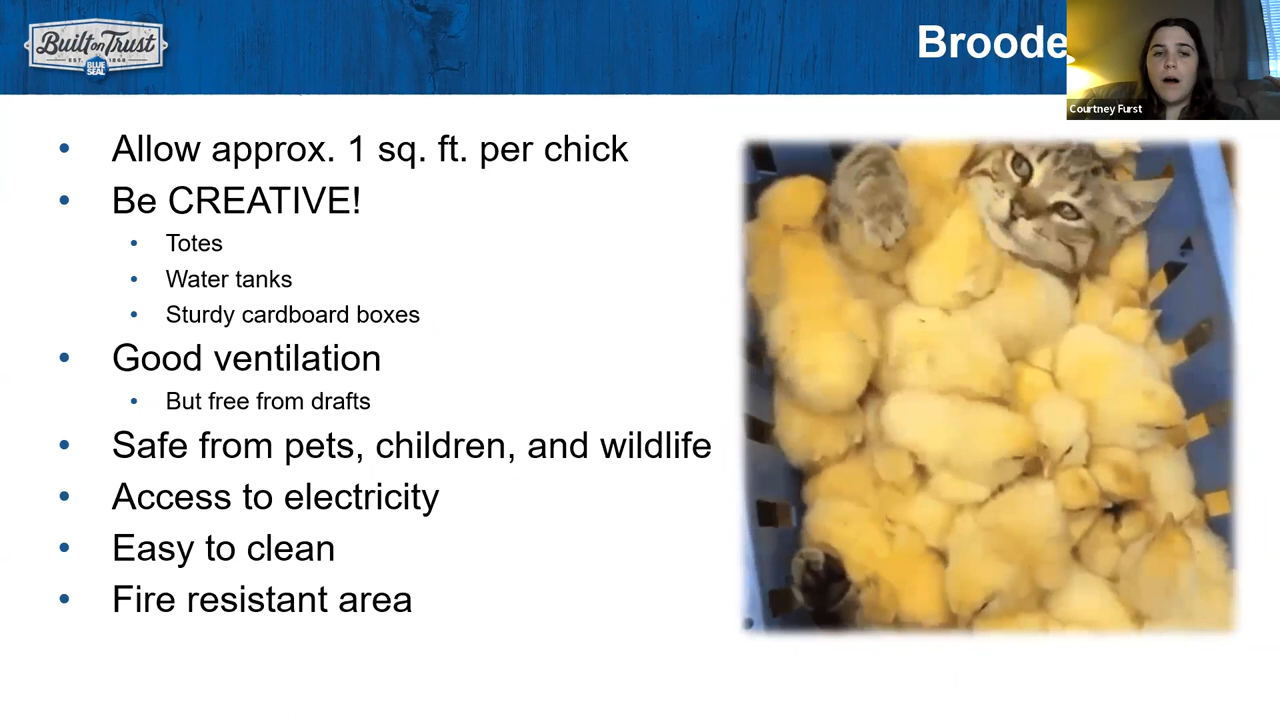 Built on Trust
EST. 1868
BLUE SEAL
Broode
Courtney Furst
• Allow approx. 1 sq. ft. per chick
• Be CREATIVE!
• Totes
• Water tanks
• Sturdy cardboard boxes
• Good ventilation
• But free from drafts
• Safe from pets, children, and wildlife
• Access to electricity
• Easy to clean
• Fire resistant area